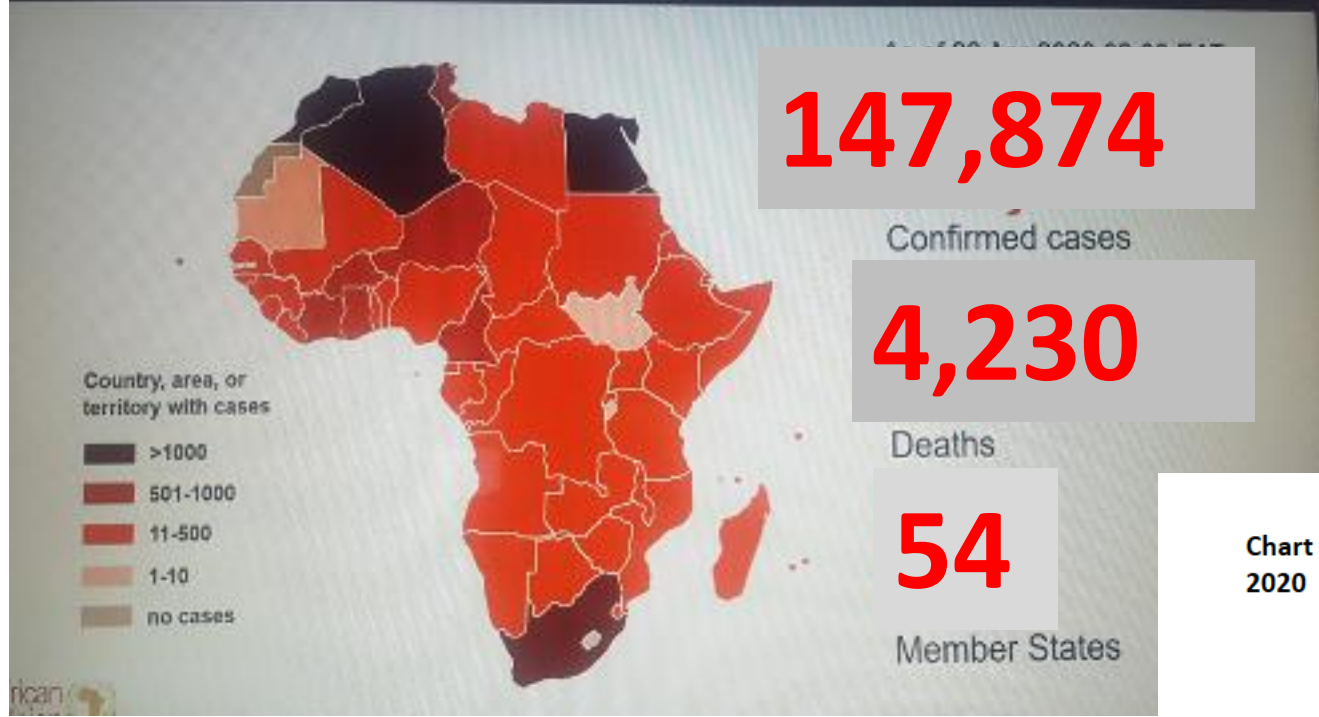 147,874
Confirmed cases
4,230
Deaths
54
Member States
Country, area, or
territory with cases
>1000
501-1000
11-500
1-10
no cases
Chart
2020
rican